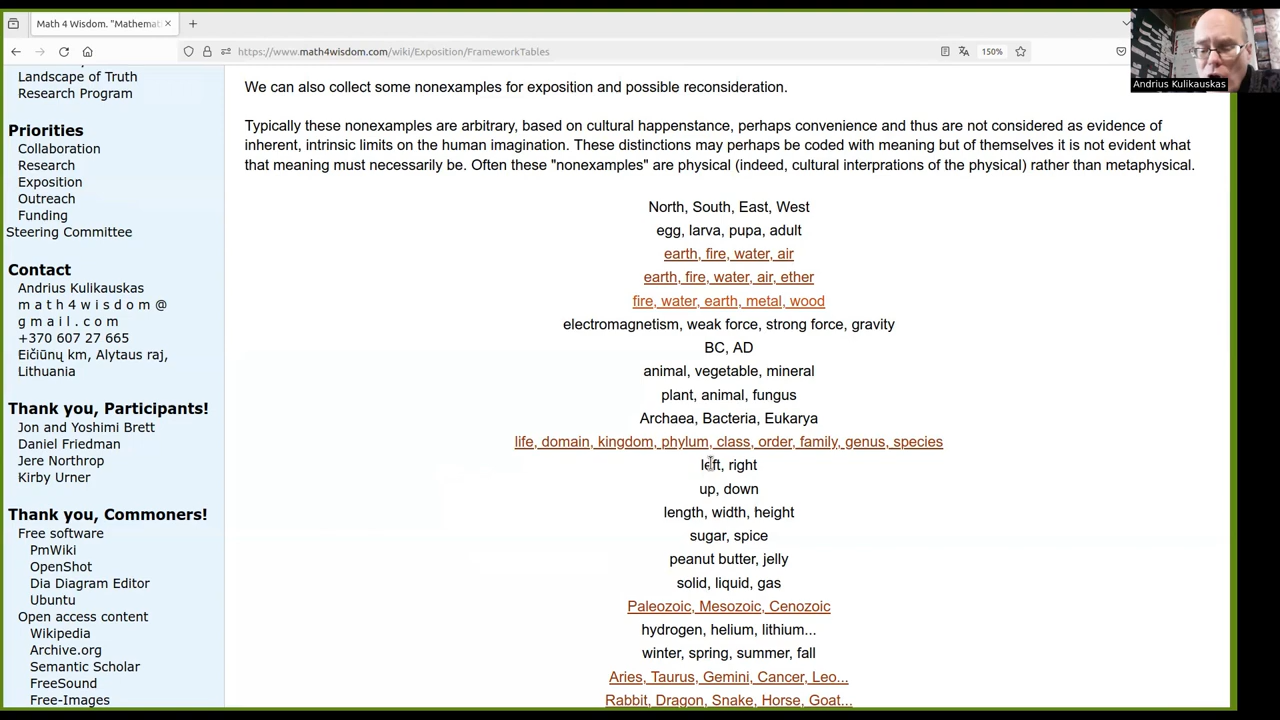 Math 4 Wisdom. "Mathemat
https://www.math4wisdom.com/wiki/Exposition/FrameworkTables
150%
Andrius Kulikauskas
Landscape of Truth
Research Program
Priorities
Collaboration
Research
Exposition
Outreach
Funding
Steering Committee
Contact
Andrius Kulikauskas
m a t h 4 w i s d o m @
g m a i l . c o m
+370 607 27 665
Eičiūnų km, Alytaus raj,
Lithuania
Thank you, Participants!
Jon and Yoshimi Brett
Daniel Friedman
Jere Northrop
Kirby Urner
Thank you, Commoners!
Free software
PmWiki
OpenShot
Dia Diagram Editor
Ubuntu
Open access content
Wikipedia
Archive.org
Semantic Scholar
FreeSound
Free-Images
We can also collect some nonexamples for exposition and possible reconsideration.
Typically these nonexamples are arbitrary, based on cultural happenstance, perhaps convenience and thus are not considered as evidence of
inherent, intrinsic limits on the human imagination. These distinctions may perhaps be coded with meaning but of themselves it is not evident what
that meaning must necessarily be. Often these "nonexamples" are physical (indeed, cultural interprations of the physical) rather than metaphysical.
North, South, East, West
egg, larva, pupa, adult
earth, fire, water, air
earth, fire, water, air, ether
fire, water, earth, metal, wood
electromagnetism, weak force, strong force, gravity
BC, AD
animal, vegetable, mineral
plant, animal, fungus
Archaea, Bacteria, Eukarya
life, domain, kingdom, phylum, class, order, family, genus, species
left, right
up, down
length, width, height
sugar, spice
peanut butter, jelly
solid, liquid, gas
Paleozoic, Mesozoic, Cenozoic
hydrogen, helium, lithium...
winter, spring, summer, fall
Aries, Taurus, Gemini, Cancer, Leo...
Rabbit, Dragon, Snake, Horse, Goat...